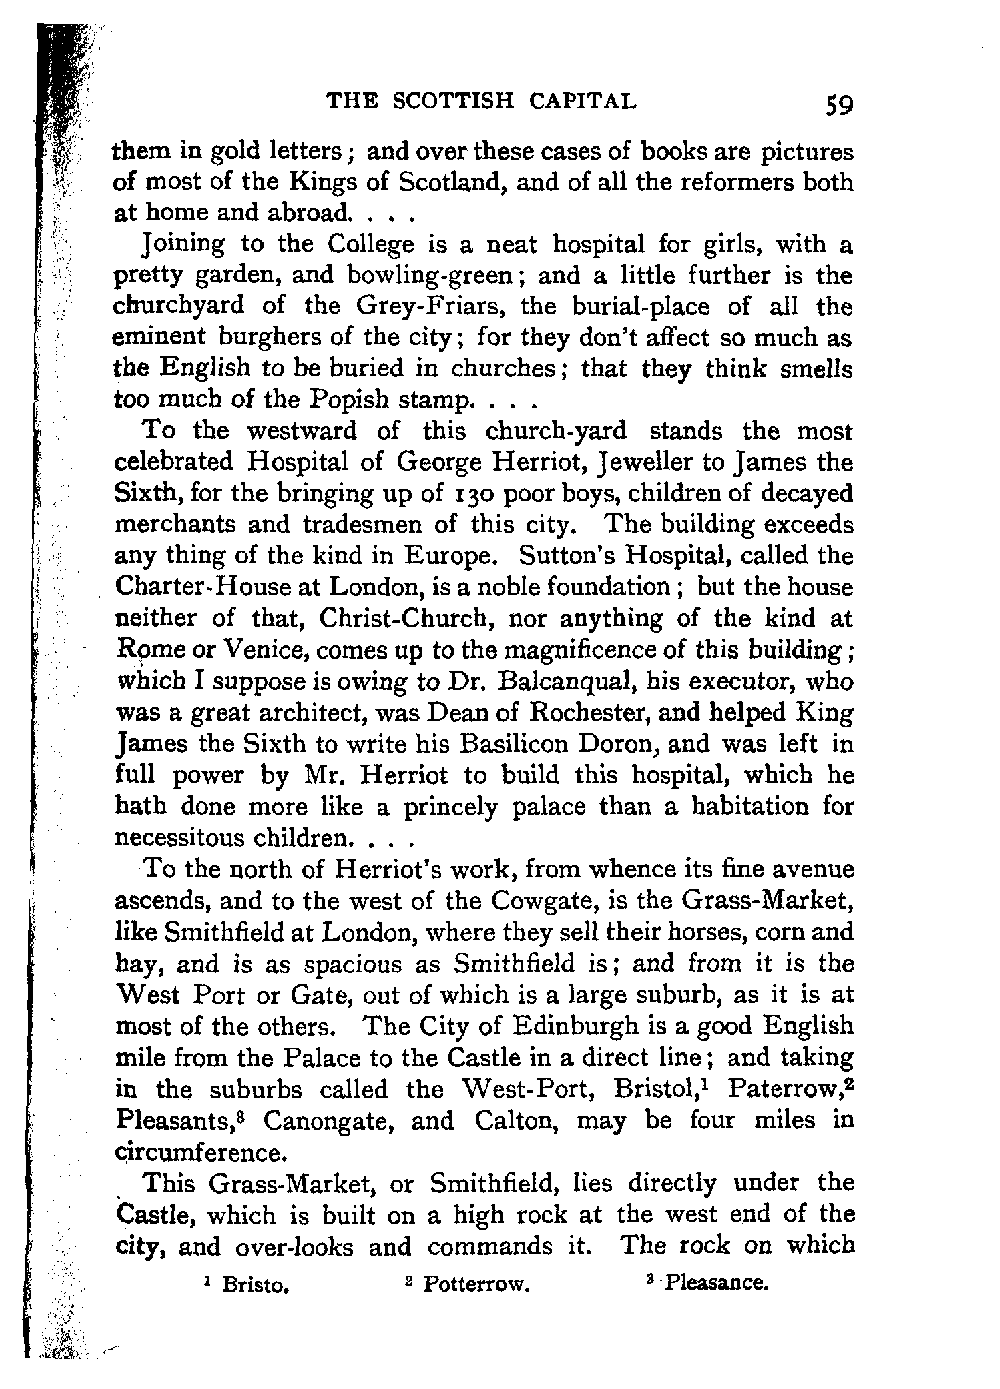 THE SCOTTISH CAPITAL 59
them in gold letters; and over these cases of books are pictures
of most of the Kings of Scotland, and of all the reformers both
at home and abroad. . . .
Joining to the College is a neat hospital for girls, with a
pretty garden, and bowling-green; and a little further is the
churchyard of the Grey-Friars, the burial-place of all the
eminent burghers of the city; for they don't affect so much as
the English to be buried in churches; that they think smells
too much of the Popish stamp. . . .
To the westward of this church-yard stands the most
celebrated Hospital of George Herriot, Jeweller to James the
Sixth, for the bringing up of 130 poor boys, children of decayed
merchants and tradesmen of this city. The building exceeds
any thing of the kind in Europe. Sutton's Hospital, called the
Charter-House at London, is a noble foundation; but the house
neither of that, Christ-Church, nor anything of the kind at
Rome or Venice, comes up to the magnificence of this building;
which I suppose is owing to Dr. Balcanqual, his executor, who
was a great architect, was Dean of Rochester, and helped King
James the Sixth to write his Basilicon Doron, and was left in
full power by Mr. Herriot to build this hospital, which he
hath done more like a princely palace than a habitation for
necessitous children. . . .
To the north of Herriot's work, from whence its fine avenue
ascends, and to the west of the Cowgate, is the Grass-Market,
like Smithfield at London, where they sell their horses, corn and
hay, and is as spacious as Smithfield is; and from it is the
West Port or Gate, out of which is a large suburb, as it is at
most of the others. The City of Edinburgh is a good English
mile from the Palace to the Castle in a direct line; and taking
in the suburbs called the West-Port, Bristol,¹ Paterrow,²
Pleasants,³ Canongate, and Calton, may be four miles in
circumference.
This Grass-Market, or Smithfield, lies directly under the
Castle, which is built on a high rock at the west end of the
city, and over-looks and commands it. The rock on which
¹ Bristo. ² Potterrow. ³ Pleasance.